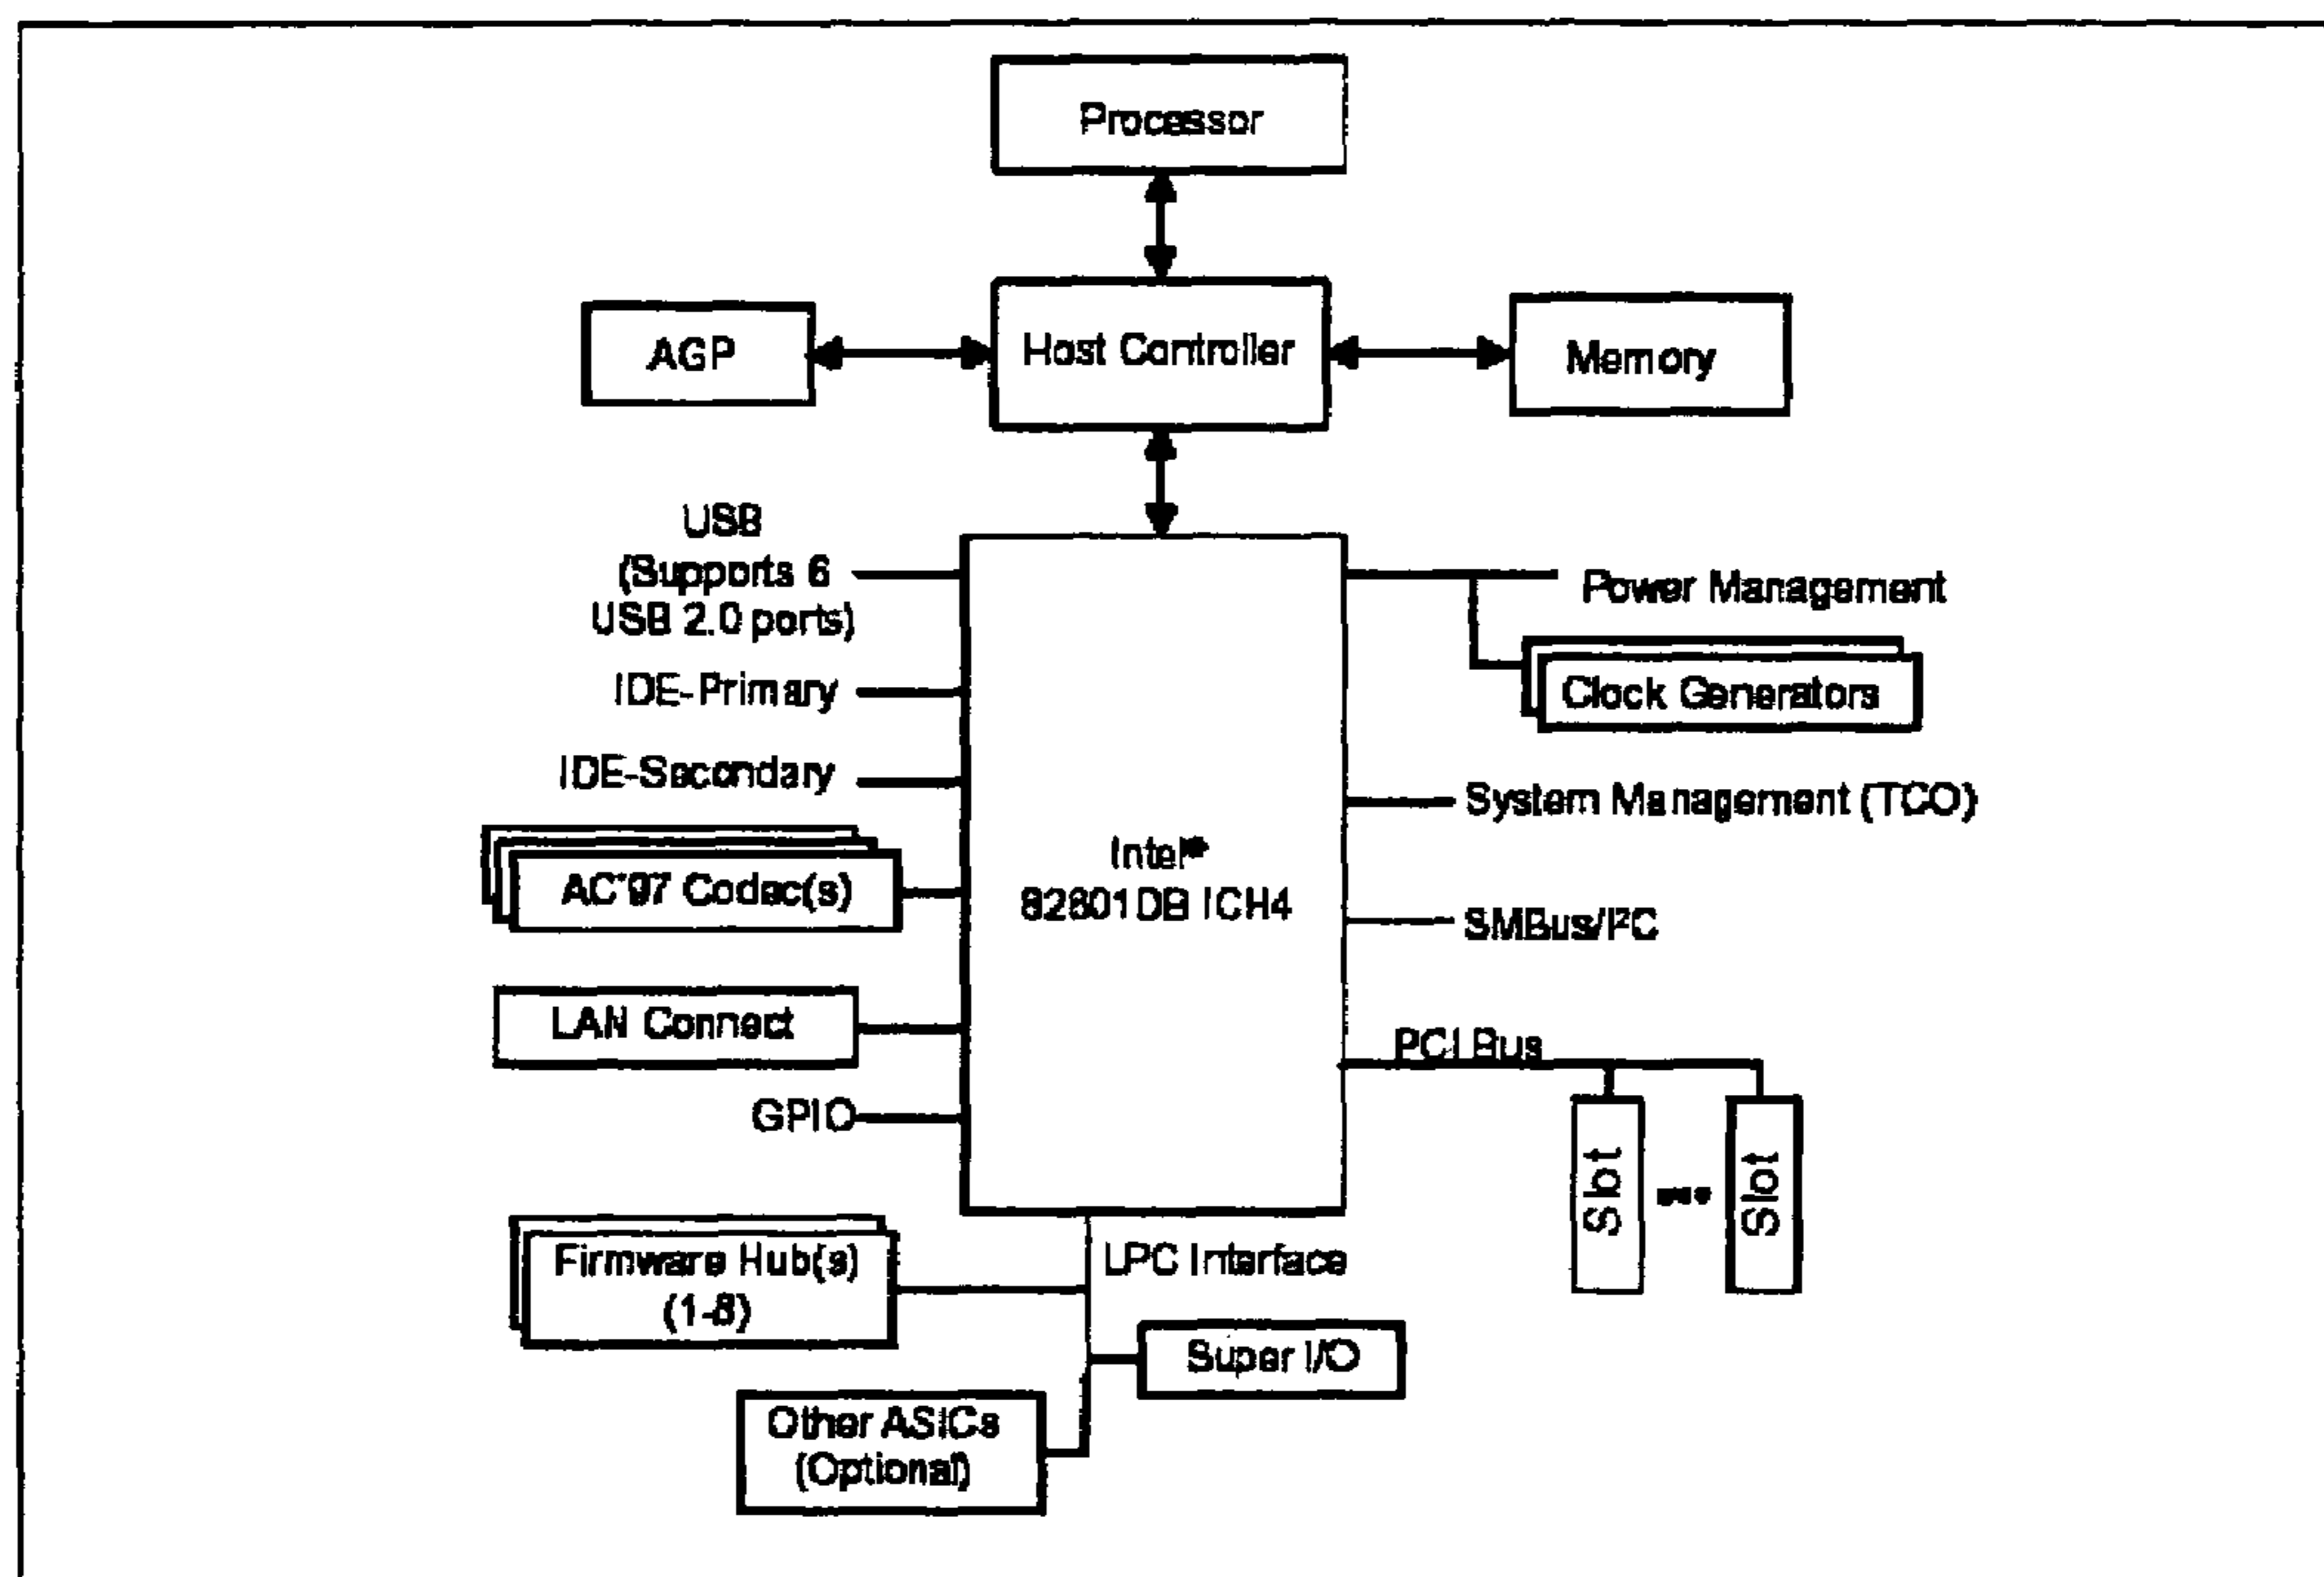 Processor
AGP
Host Controller
Memory
USB
(Supports 6
USB 2.0 ports)
IDE-Primary
IDE-Secondary
AC'97 Codec(s)
LAN Connect
GPIO
Intel®
82801DB ICH4
Power Management
Clock Generators
System Management (TCO)
SMBus/I²C
PCI Bus
Slot
Slot
Firmware Hub(s)
(1-8)
LPC Interface
Super I/O
Other ASICs
(Optional)